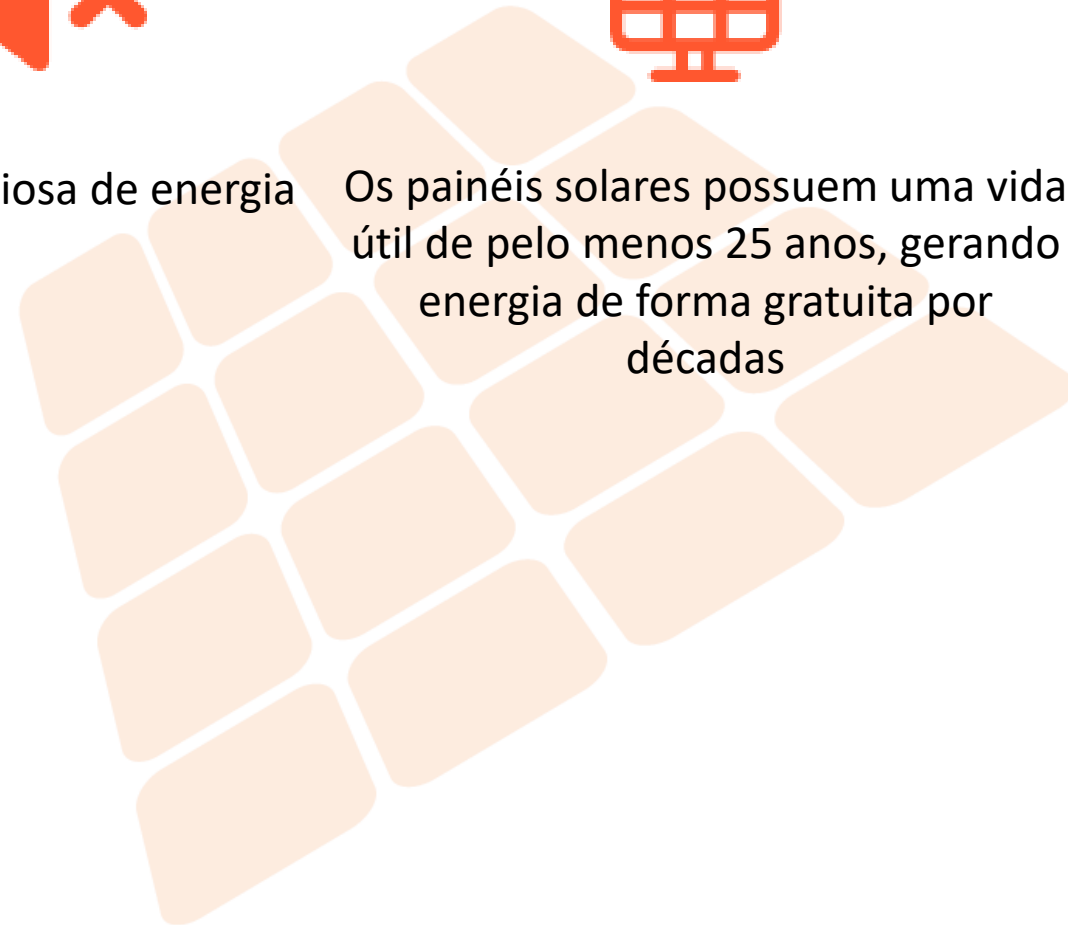 iosa de energia
Os painéis solares possuem uma vida
útil de pelo menos 25 anos, gerando
energia de forma gratuita por
décadas